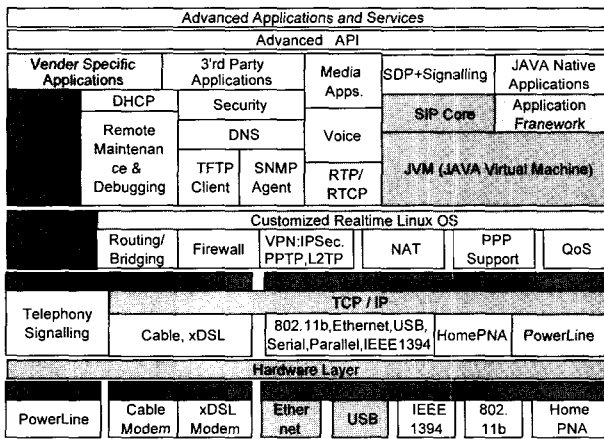 Advanced Applications and Services
Advanced API
Vender Specific
Applications
3'rd Party
Applications
Media
Apps.
SDP+Signalling
JAVA Native
Applications
DHCP
Security
SIP Core
Application
Franework
Remote
Maintenan
ce &
Debugging
DNS
Voice
TFTP
Client
SNMP
Agent
RTP/
RTCP
JVM (JAVA Virtual Machine)
Customized Realtime Linux OS
Routing/
Bridging
Firewall
VPN:IPSec.
PPTP,L2TP
NAT
PPP
Support
QoS
Telephony
Signalling
TCP / IP
Cable, xDSL
802.11b,Ethernet,USB,
Serial,Parallel,IEEE1394
HomePNA
PowerLine
Hardware Layer
PowerLine
Cable
Modem
xDSL
Modem
Ether
net
USB
IEEE
1394
802.
11b
Home
PNA